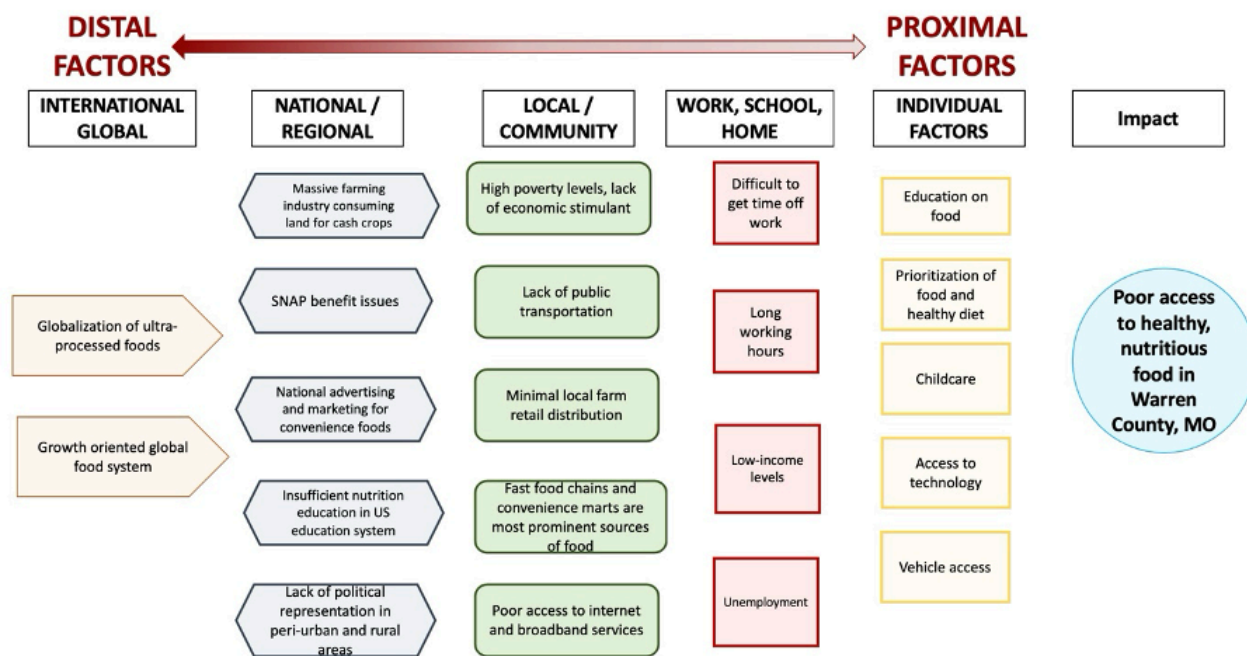 DISTAL
FACTORS
PROXIMAL
FACTORS
INTERNATIONAL
GLOBAL
NATIONAL /
REGIONAL
LOCAL /
COMMUNITY
WORK, SCHOOL,
HOME
INDIVIDUAL
FACTORS
Impact
Globalization of ultra-
processed foods
Growth oriented global
food system
Massive farming
industry consuming
land for cash crops
SNAP benefit issues
National advertising
and marketing for
convenience foods
Insufficient nutrition
education in US
education system
Lack of political
representation in
peri-urban and rural
areas
High poverty levels, lack
of economic stimulant
Lack of public
transportation
Minimal local farm
retail distribution
Fast food chains and
convenience marts are
most prominent sources
of food
Poor access to internet
and broadband services
Difficult to
get time off
work
Long
working
hours
Low-income
levels
Unemployment
Education on
food
Prioritization of
food and
healthy diet
Childcare
Access to
technology
Vehicle access
Poor access
to healthy,
nutritious
food in
Warren
County, MO